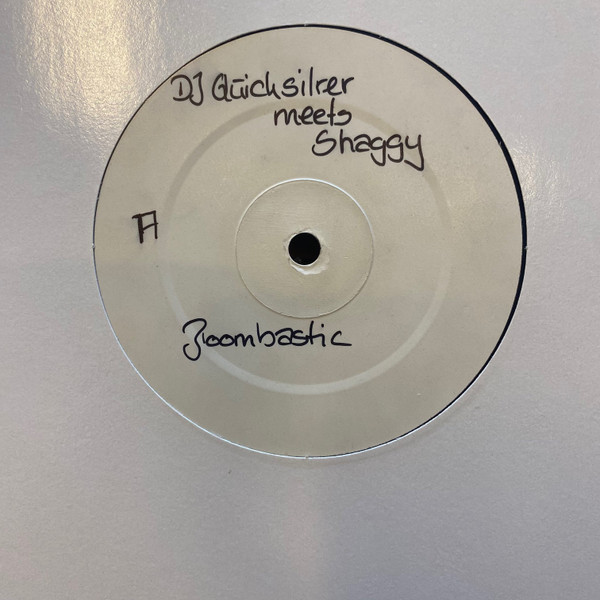 DJ Quicksilver
meets
Shaggy
A
Boombastic